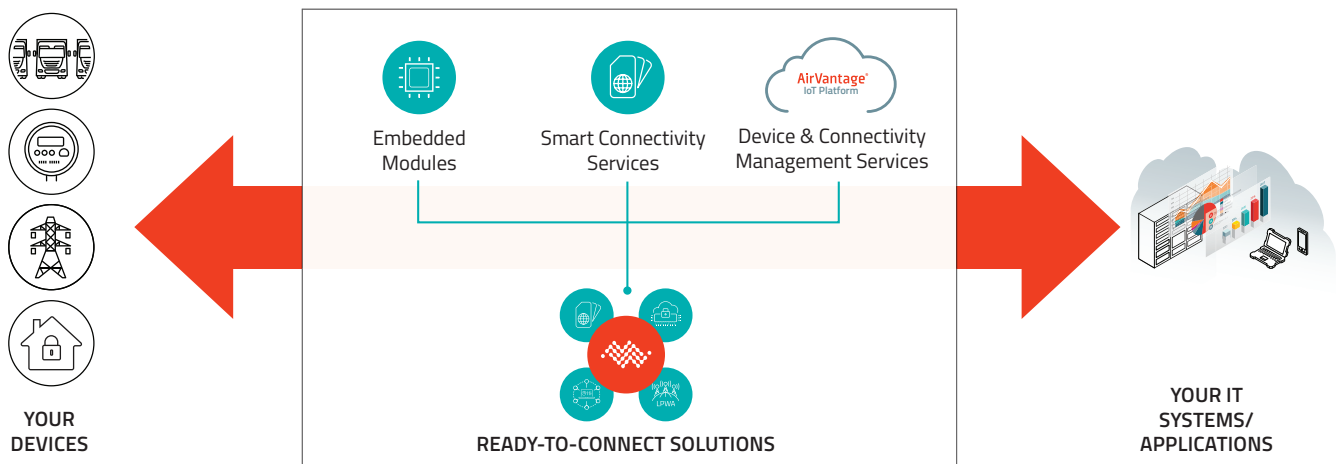 AirVantage®
IoT Platform
Embedded
Modules
Smart Connectivity
Services
Device & Connectivity
Management Services
LPWA
YOUR
DEVICES
READY-TO-CONNECT SOLUTIONS
YOUR IT
SYSTEMS/
APPLICATIONS